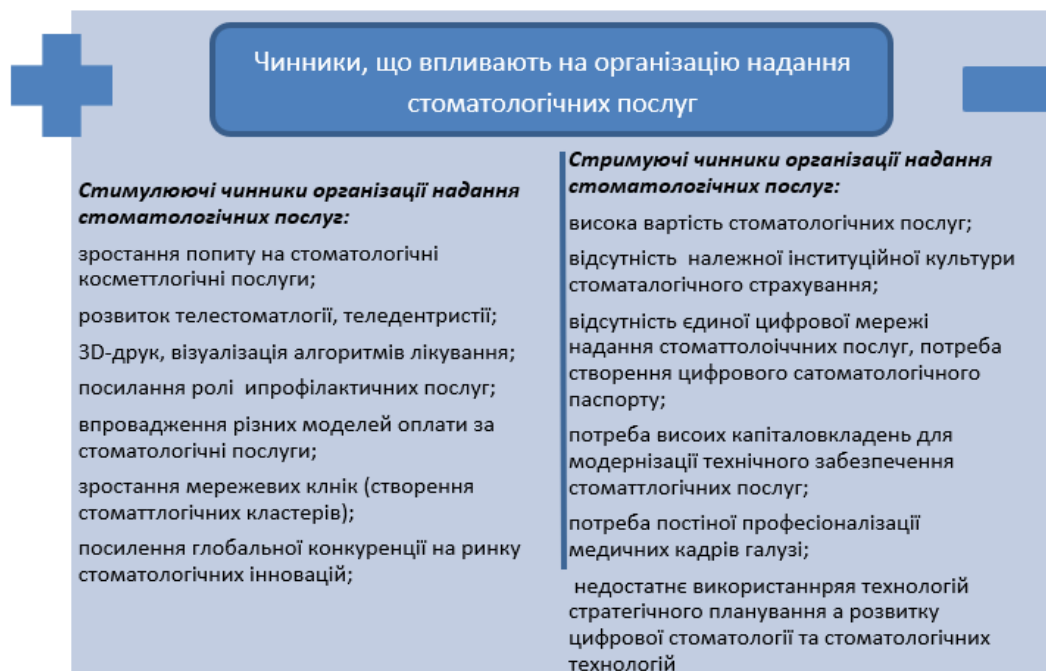 Чинники, що впливають на організацію надання
стоматологічних послуг
Стимулюючі чинники організації надання
стоматологічних послуг:
зростання попиту на стоматологічні
косметтлогічні послуги;
розвиток телестоматлогії, теледентристії;
3D-друк, візуалізація алгоритмів лікування;
посилання ролі ипрофілактичних послуг;
впровадження різних моделей оплати за
стоматологічні послуги;
зростання мережевих клнік (створення
стоматтлогічних кластерів);
посилення глобальної конкуренції на ринку
стоматологічних інновацій;
Стримуючі чинники організації надання
стоматологічних послуг:
висока вартість стоматологічних послуг;
відсутність належної інституційної культури
стоматалогічного страхування;
відсутність єдиної цифрової мережі
надання стоматтолоіччних послуг, потреба
створення цифрового сатоматологічного
паспорту;
потреба висоих капіталовкладень для
модернізації технічного забезпечення
стоматтлогічних послуг;
потреба постіної професіоналізації
медичних кадрів галузі;
недостатнє використаннряя технологій
стратегічного планування а розвитку
цифрової стоматології та стоматологічних
технологій